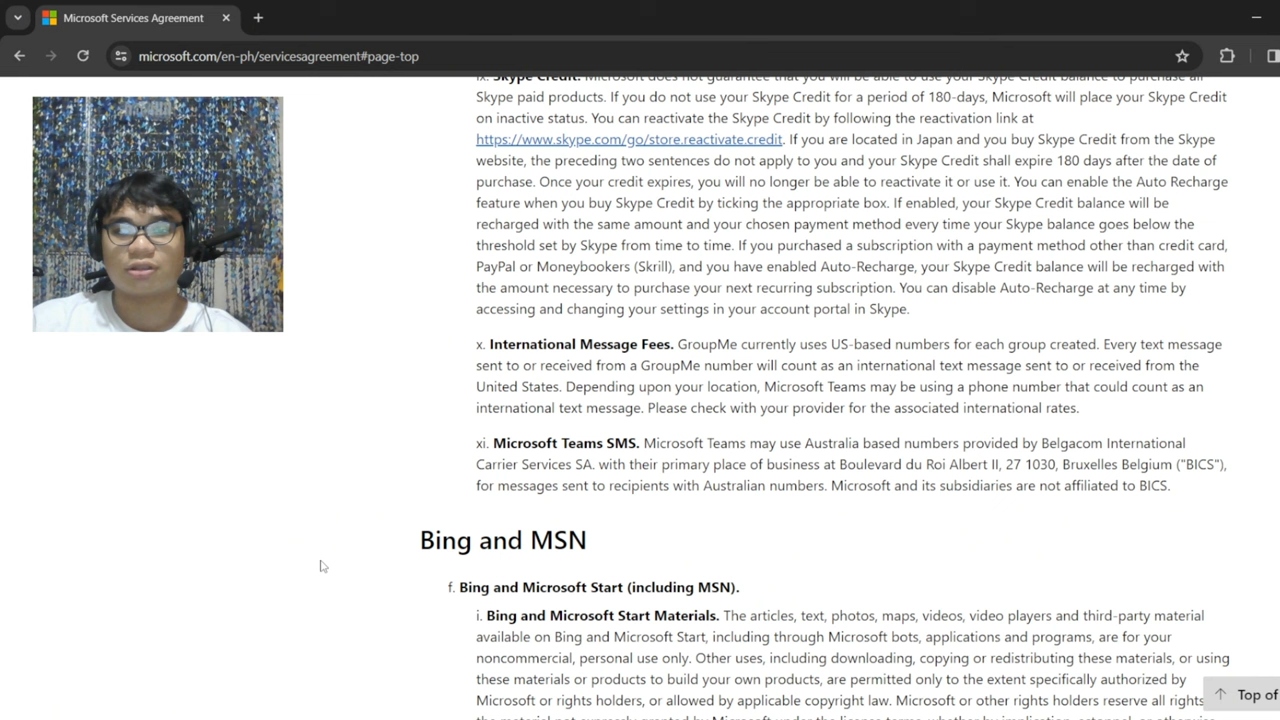 Microsoft Services Agreement
microsoft.com/en-ph/servicesagreement#page-top
ix. Skype Credit. Microsoft does not guarantee that you will be able to use your Skype Credit balance to purchase all
Skype paid products. If you do not use your Skype Credit for a period of 180-days, Microsoft will place your Skype Credit
on inactive status. You can reactivate the Skype Credit by following the reactivation link at
https://www.skype.com/go/store.reactivate.credit. If you are located in Japan and you buy Skype Credit from the Skype
website, the preceding two sentences do not apply to you and your Skype Credit shall expire 180 days after the date of
purchase. Once your credit expires, you will no longer be able to reactivate it or use it. You can enable the Auto Recharge
feature when you buy Skype Credit by ticking the appropriate box. If enabled, your Skype Credit balance will be
recharged with the same amount and your chosen payment method every time your Skype balance goes below the
threshold set by Skype from time to time. If you purchased a subscription with a payment method other than credit card,
PayPal or Moneybookers (Skrill), and you have enabled Auto-Recharge, your Skype Credit balance will be recharged with
the amount necessary to purchase your next recurring subscription. You can disable Auto-Recharge at any time by
accessing and changing your settings in your account portal in Skype.
x. International Message Fees. GroupMe currently uses US-based numbers for each group created. Every text message
sent to or received from a GroupMe number will count as an international text message sent to or received from the
United States. Depending upon your location, Microsoft Teams may be using a phone number that could count as an
international text message. Please check with your provider for the associated international rates.
xi. Microsoft Teams SMS. Microsoft Teams may use Australia based numbers provided by Belgacom International
Carrier Services SA. with their primary place of business at Boulevard du Roi Albert II, 27 1030, Bruxelles Belgium ("BICS"),
for messages sent to recipients with Australian numbers. Microsoft and its subsidiaries are not affiliated to BICS.
Bing and MSN
f. Bing and Microsoft Start (including MSN).
i. Bing and Microsoft Start Materials. The articles, text, photos, maps, videos, video players and third-party material
available on Bing and Microsoft Start, including through Microsoft bots, applications and programs, are for your
noncommercial, personal use only. Other uses, including downloading, copying or redistributing these materials, or using
these materials or products to build your own products, are permitted only to the extent specifically authorized by
Microsoft or rights holders, or allowed by applicable copyright law. Microsoft or other rights holders reserve all rights
Top of